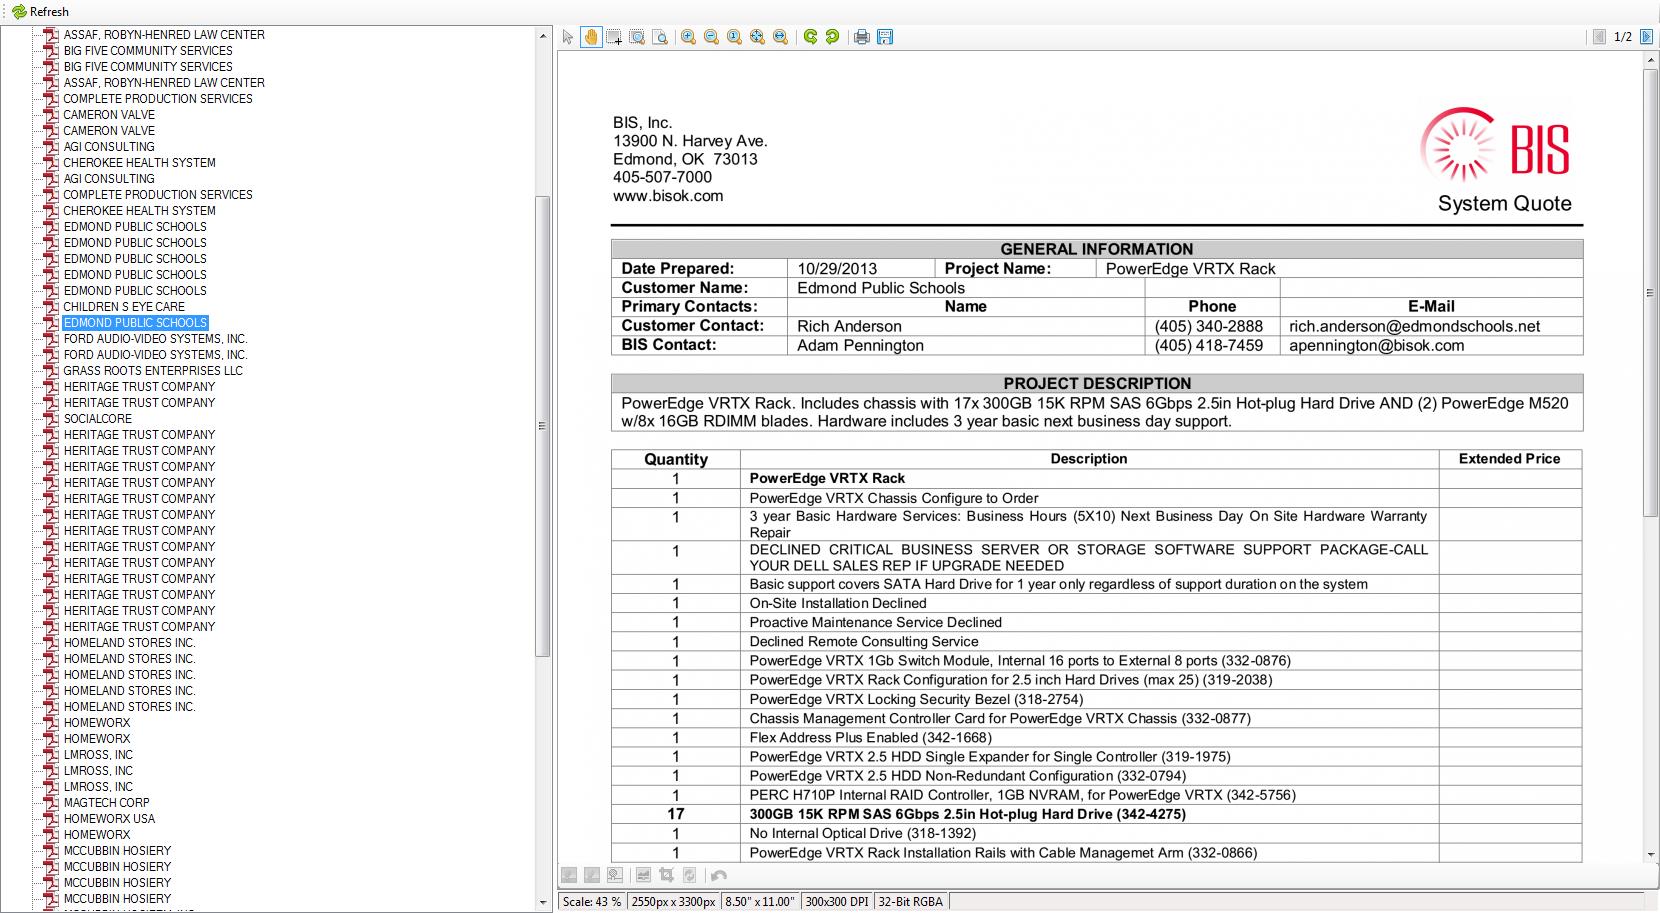 Refresh
ASSAF, ROBYN-HENRED LAW CENTER
BIG FIVE COMMUNITY SERVICES
BIG FIVE COMMUNITY SERVICES
ASSAF, ROBYN-HENRED LAW CENTER
COMPLETE PRODUCTION SERVICES
CAMERON VALVE
CAMERON VALVE
AGI CONSULTING
CHEROKEE HEALTH SYSTEM
AGI CONSULTING
COMPLETE PRODUCTION SERVICES
CHEROKEE HEALTH SYSTEM
EDMOND PUBLIC SCHOOLS
EDMOND PUBLIC SCHOOLS
EDMOND PUBLIC SCHOOLS
EDMOND PUBLIC SCHOOLS
EDMOND PUBLIC SCHOOLS
CHILDREN S EYE CARE
EDMOND PUBLIC SCHOOLS
FORD AUDIO-VIDEO SYSTEMS, INC.
FORD AUDIO-VIDEO SYSTEMS, INC.
GRASS ROOTS ENTERPRISES LLC
HERITAGE TRUST COMPANY
HERITAGE TRUST COMPANY
SOCIALCORE
HERITAGE TRUST COMPANY
HERITAGE TRUST COMPANY
HERITAGE TRUST COMPANY
HERITAGE TRUST COMPANY
HERITAGE TRUST COMPANY
HERITAGE TRUST COMPANY
HERITAGE TRUST COMPANY
HERITAGE TRUST COMPANY
HERITAGE TRUST COMPANY
HERITAGE TRUST COMPANY
HERITAGE TRUST COMPANY
HERITAGE TRUST COMPANY
HERITAGE TRUST COMPANY
HOMELAND STORES INC.
HOMELAND STORES INC.
HOMELAND STORES INC.
HOMELAND STORES INC.
HOMELAND STORES INC.
HOMEWORX
HOMEWORX
LMROSS, INC
LMROSS, INC
LMROSS, INC
MAGTECH CORP
HOMEWORX USA
HOMEWORX
MCCUBBIN HOSIERY
MCCUBBIN HOSIERY
MCCUBBIN HOSIERY
MCCUBBIN HOSIERY
1/2
BIS, Inc.
13900 N. Harvey Ave.
Edmond, OK 73013
405-507-7000
www.bisok.com
BIS
System Quote
GENERAL INFORMATION
Date Prepared: 10/29/2013 Project Name: PowerEdge VRTX Rack
Customer Name: Edmond Public Schools
Primary Contacts: Name Phone E-Mail
Customer Contact: Rich Anderson (405) 340-2888 rich.anderson@edmondschools.net
BIS Contact: Adam Pennington (405) 418-7459 apennington@bisok.com
PROJECT DESCRIPTION
PowerEdge VRTX Rack. Includes chassis with 17x 300GB 15K RPM SAS 6Gbps 2.5in Hot-plug Hard Drive AND (2) PowerEdge M520
w/8x 16GB RDIMM blades. Hardware includes 3 year basic next business day support.
Quantity Description Extended Price
1 PowerEdge VRTX Rack
1 PowerEdge VRTX Chassis Configure to Order
1 3 year Basic Hardware Services: Business Hours (5X10) Next Business Day On Site Hardware Warranty
Repair
1 DECLINED CRITICAL BUSINESS SERVER OR STORAGE SOFTWARE SUPPORT PACKAGE-CALL
YOUR DELL SALES REP IF UPGRADE NEEDED
1 Basic support covers SATA Hard Drive for 1 year only regardless of support duration on the system
1 On-Site Installation Declined
1 Proactive Maintenance Service Declined
1 Declined Remote Consulting Service
1 PowerEdge VRTX 1Gb Switch Module, Internal 16 ports to External 8 ports (332-0876)
1 PowerEdge VRTX Rack Configuration for 2.5 inch Hard Drives (max 25) (319-2038)
1 PowerEdge VRTX Locking Security Bezel (318-2754)
1 Chassis Management Controller Card for PowerEdge VRTX Chassis (332-0877)
1 Flex Address Plus Enabled (342-1668)
1 PowerEdge VRTX 2.5 HDD Single Expander for Single Controller (319-1975)
1 PowerEdge VRTX 2.5 HDD Non-Redundant Configuration (332-0794)
1 PERC H710P Internal RAID Controller, 1GB NVRAM, for PowerEdge VRTX (342-5756)
17 300GB 15K RPM SAS 6Gbps 2.5in Hot-plug Hard Drive (342-4275)
1 No Internal Optical Drive (318-1392)
1 PowerEdge VRTX Rack Installation Rails with Cable Managemet Arm (332-0866)
Scale: 43 % 2550px x 3300px 8.50" x 11.00" 300x300 DPI 32-Bit RGBA